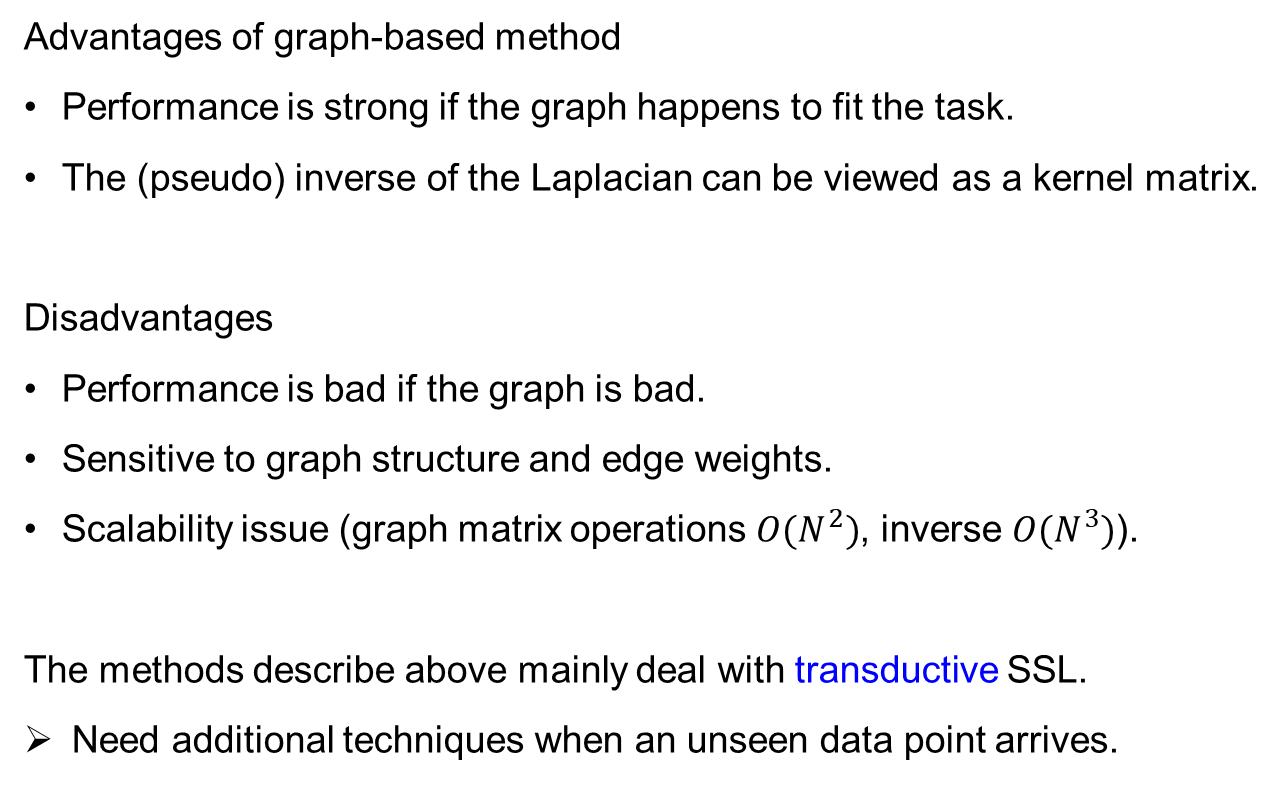 Advantages of graph-based method
• Performance is strong if the graph happens to fit the task.
• The (pseudo) inverse of the Laplacian can be viewed as a kernel matrix.
Disadvantages
• Performance is bad if the graph is bad.
• Sensitive to graph structure and edge weights.
• Scalability issue (graph matrix operations O(N²), inverse O(N³)).
The methods describe above mainly deal with transductive SSL.
➢ Need additional techniques when an unseen data point arrives.